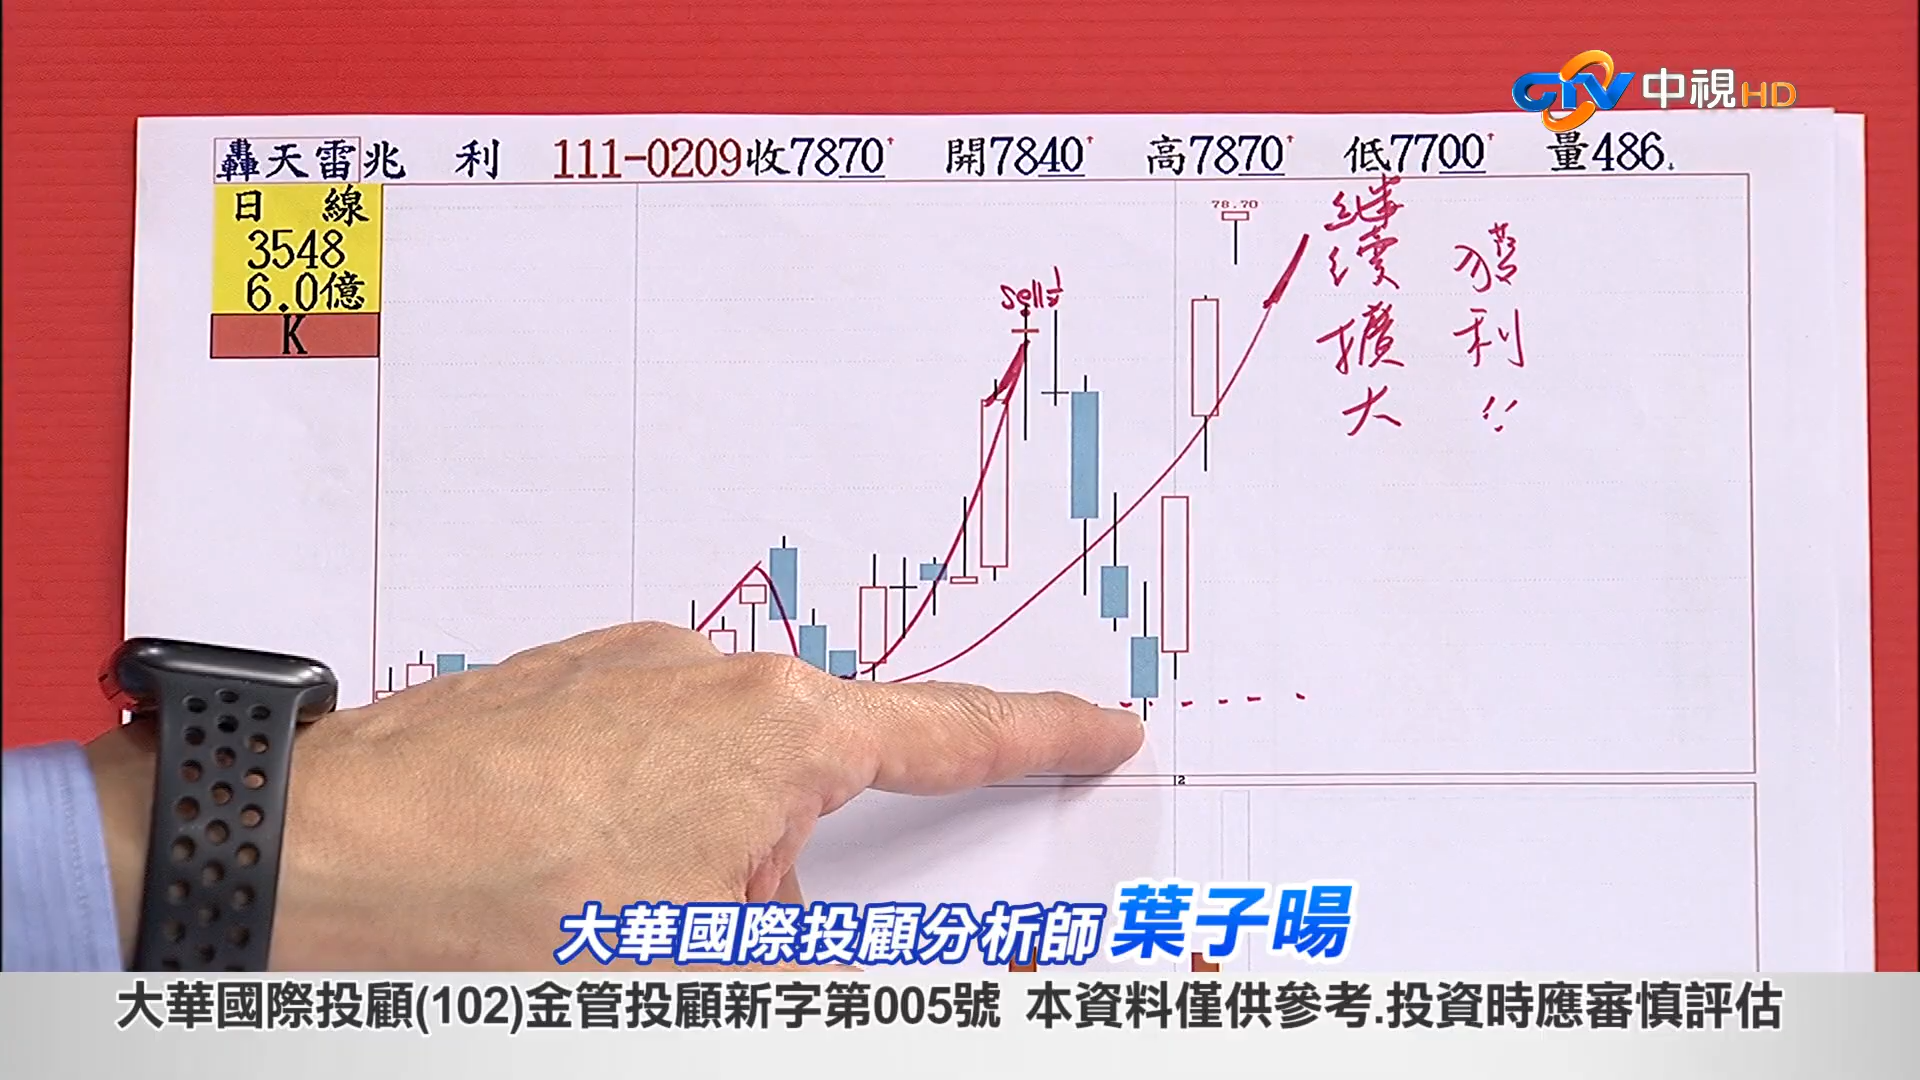 CTV 中視HD
轟天雷兆 利 111-0209收7870 開7840 高7870 低7700 量486
日 線
3548
6.0億
K
78.70
Sell½
继续擴大
獲利!!
12
大華國際投顧分析師 葉子暘
大華國際投顧(102)金管投顧新字第005號 本資料僅供參考.投資時應審慎評估